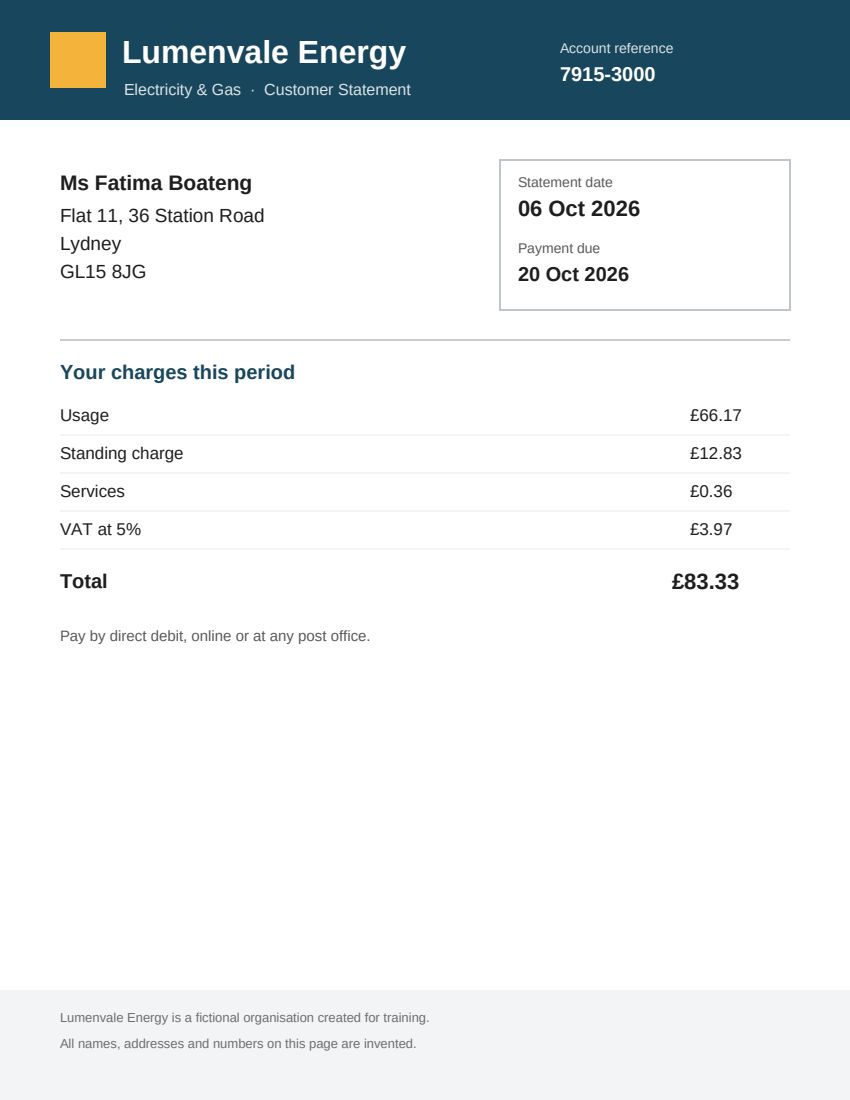 Lumenvale Energy
Electricity & Gas · Customer Statement
Account reference
7915-3000
Ms Fatima Boateng
Flat 11, 36 Station Road
Lydney
GL15 8JG
Statement date
06 Oct 2026
Payment due
20 Oct 2026
Your charges this period
Usage £66.17
Standing charge £12.83
Services £0.36
VAT at 5% £3.97
Total £83.33
Pay by direct debit, online or at any post office.
Lumenvale Energy is a fictional organisation created for training.
All names, addresses and numbers on this page are invented.